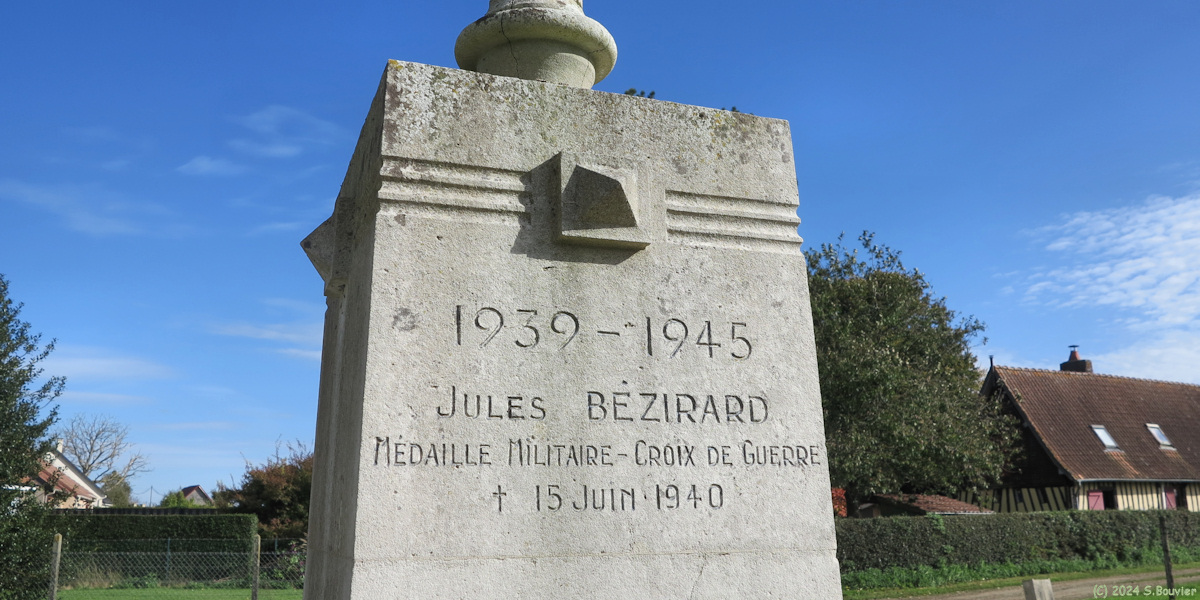 1939-1945
JULES BÉZIRARD
MÉDAILLE MILITAIRE-CROIX DE GUERRE
† 15 JUIN 1940
(C) 2024 S.Bouvier